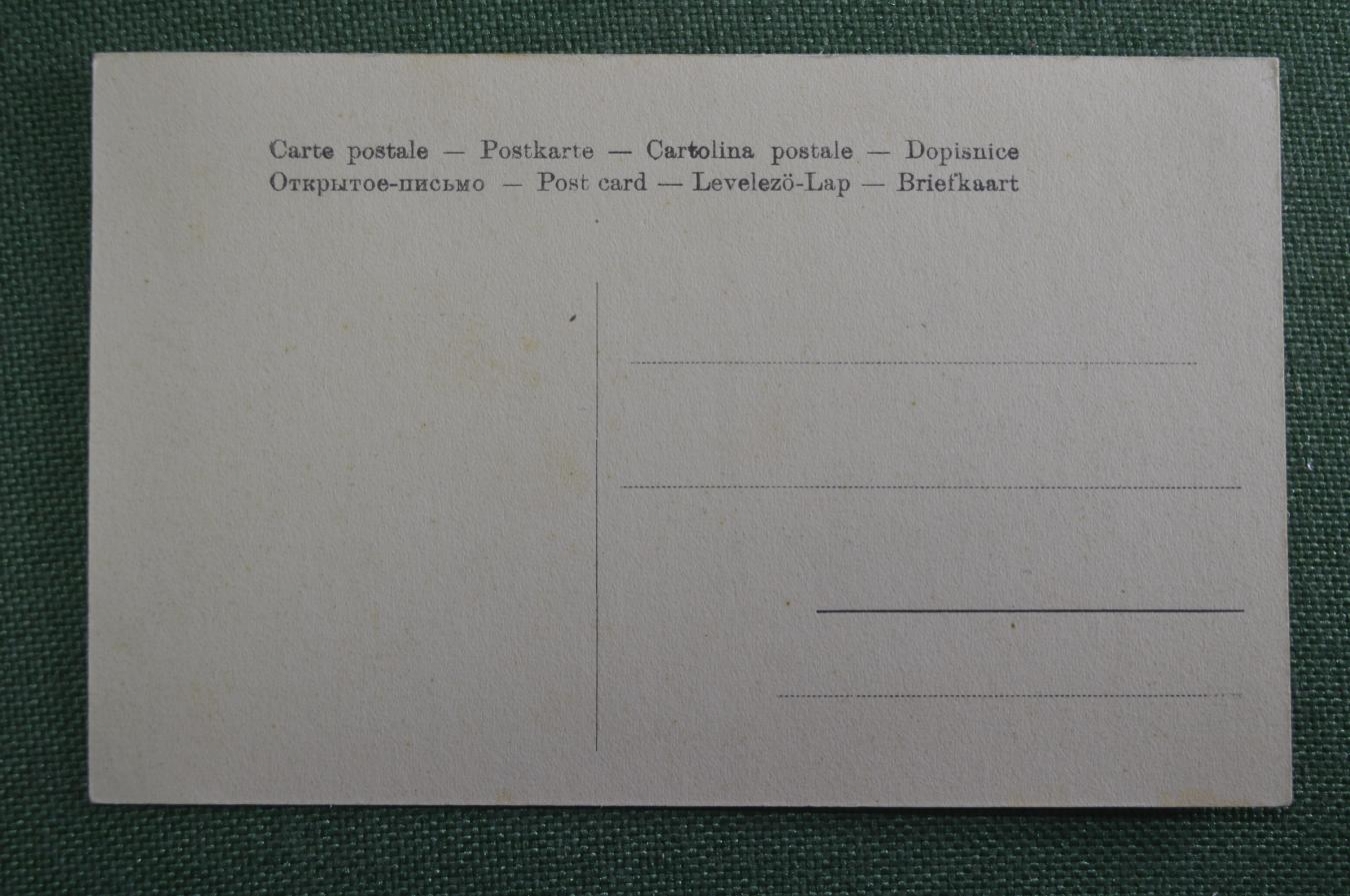 Carte postale — Postkarte — Cartolina postale — Dopisnice
Открытое-письмо — Post card — Levelezö-Lap — Briefkaart